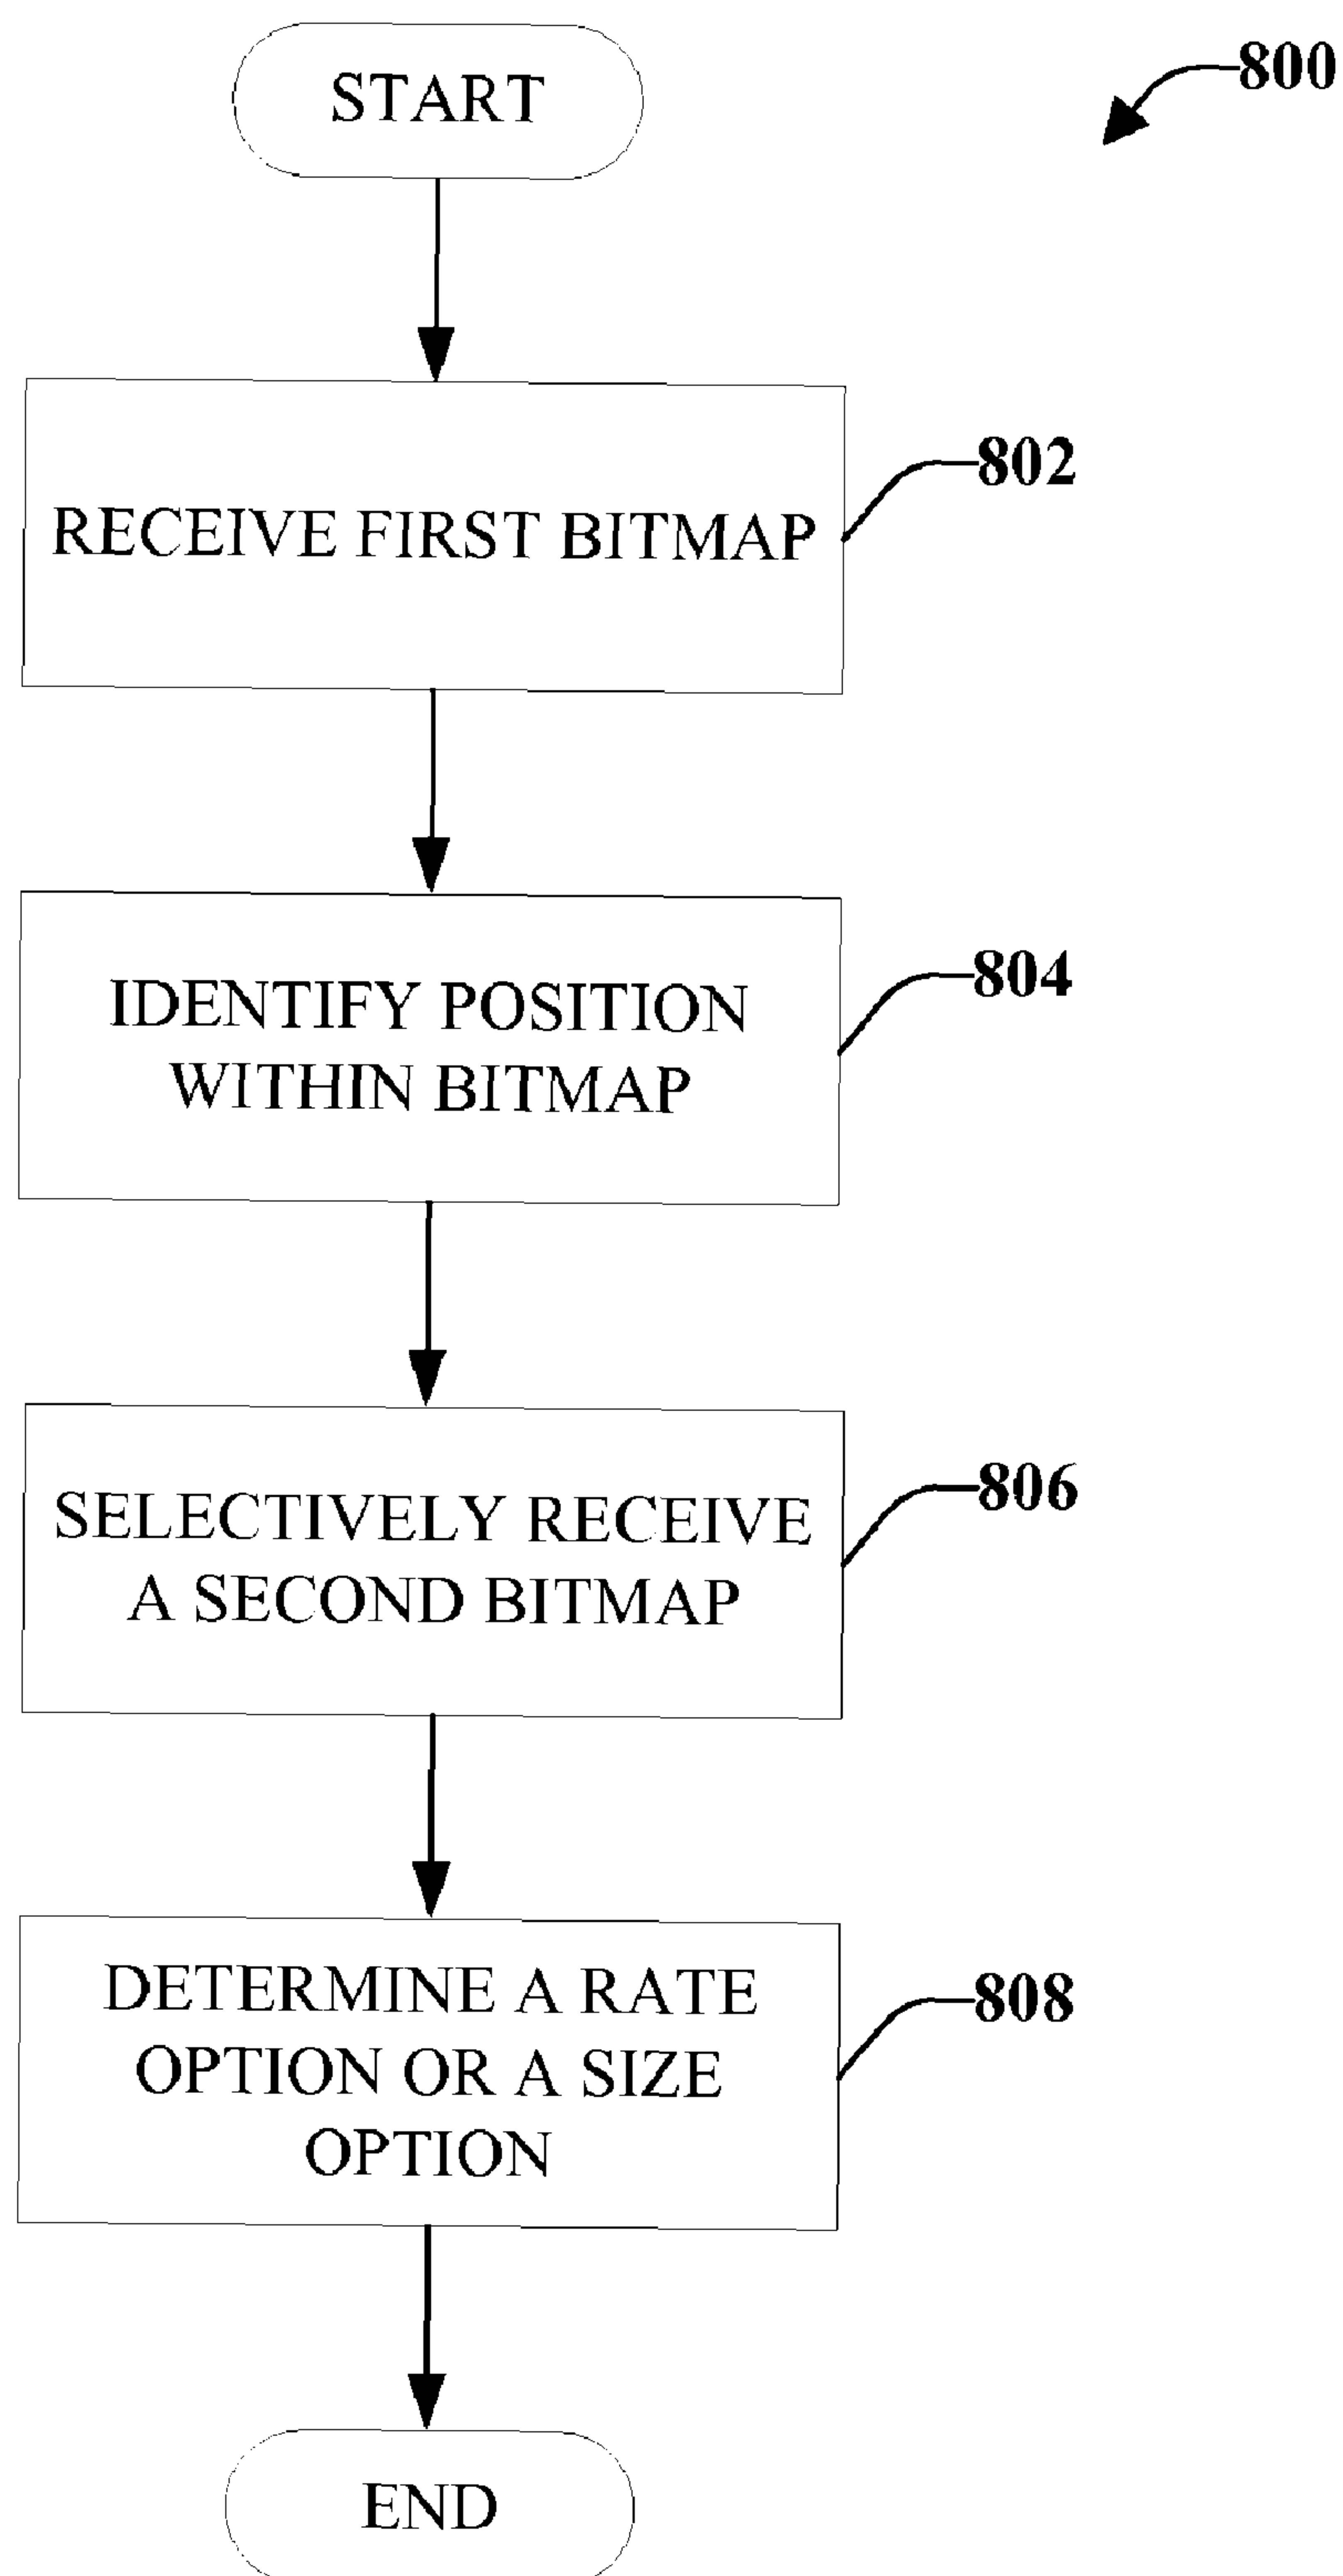 START
800
RECEIVE FIRST BITMAP
802
IDENTIFY POSITION
WITHIN BITMAP
804
SELECTIVELY RECEIVE
A SECOND BITMAP
806
DETERMINE A RATE
OPTION OR A SIZE
OPTION
808
END